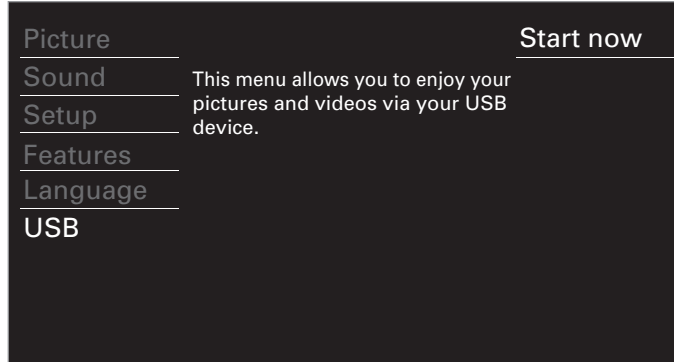 Picture
Sound
Setup
Features
Language
USB
This menu allows you to enjoy your
pictures and videos via your USB
device.
Start now